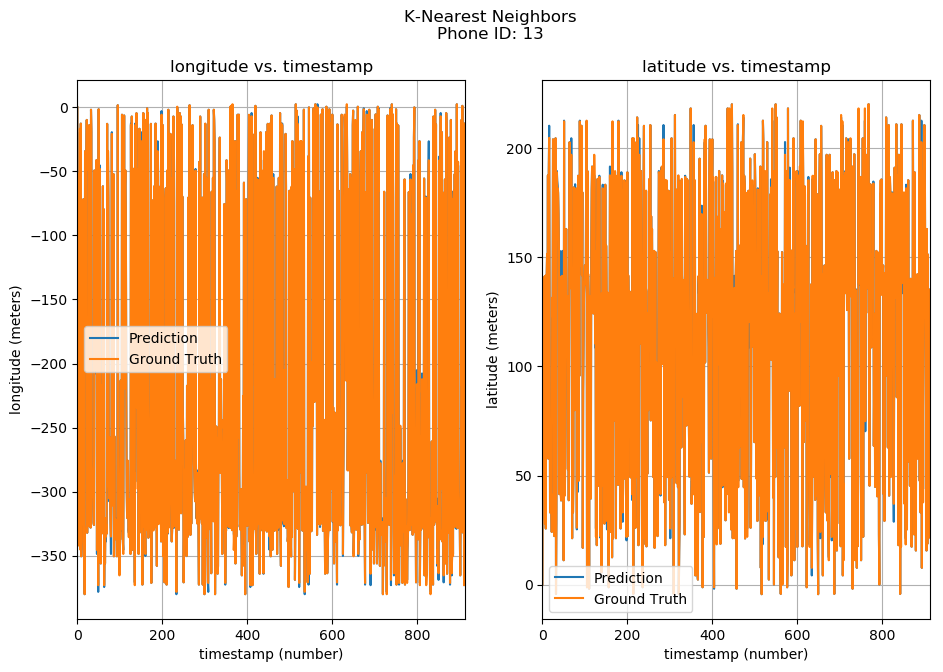 K-Nearest Neighbors
Phone ID: 13
longitude vs. timestamp
0
−50
−100
−150
−200
−250
−300
−350
longitude (meters)
Prediction
Ground Truth
0
200
400
600
800
timestamp (number)
latitude vs. timestamp
200
150
100
50
0
latitude (meters)
Prediction
Ground Truth
0
200
400
600
800
timestamp (number)